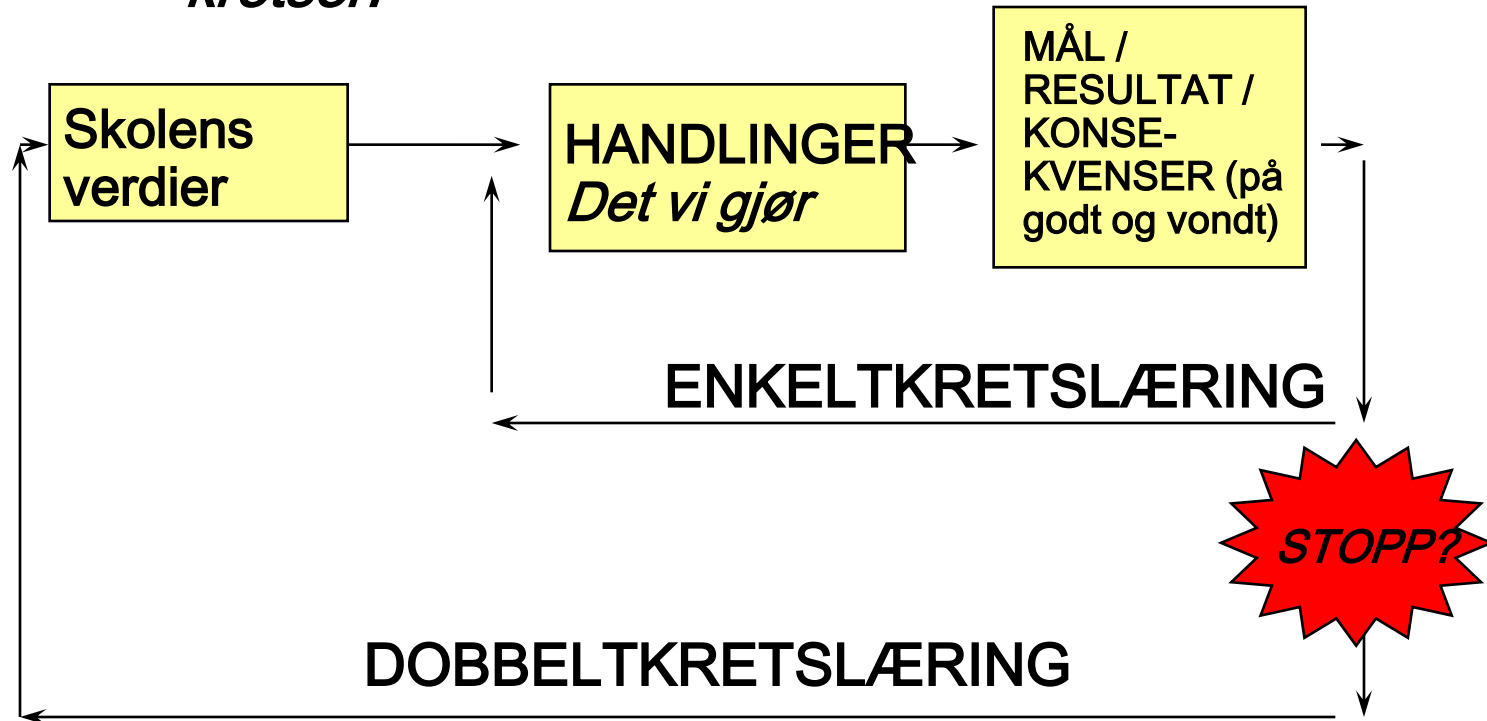 Skolens
verdier
HANDLINGER
Det vi gjør
MÅL /
RESULTAT /
KONSE-
KVENSER (på
godt og vondt)
ENKELTKRETSLÆRING
STOPP?
DOBBELTKRETSLÆRING